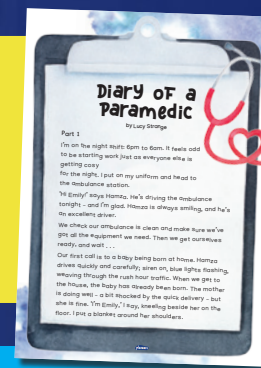 Diary of a
Paramedic
by Lucy Strange
Part 1
I'm on the night shift: 6pm to 6am. It feels odd
to be starting work just as everyone else is
getting cosy
for the night. I put on my uniform and head to
the ambulance station.
'Hi Emily!' says Hamza. He's driving the ambulance
tonight - and I'm glad. Hamza is always smiling, and he's
an excellent driver.
We check our ambulance is clean and make sure we've
got all the equipment we need. Then we get ourselves
ready, and wait . . .
Our first call is to a baby being born at home. Hamza
drives quickly and carefully; siren on, blue lights flashing,
weaving through the rush hour traffic. When we get to
the house, the baby has already been born. The mother
is doing well - a bit shocked by the quick delivery - but
she is fine. 'I'm Emily,' I say, kneeling beside her on the
floor. I put a blanket around her shoulders.